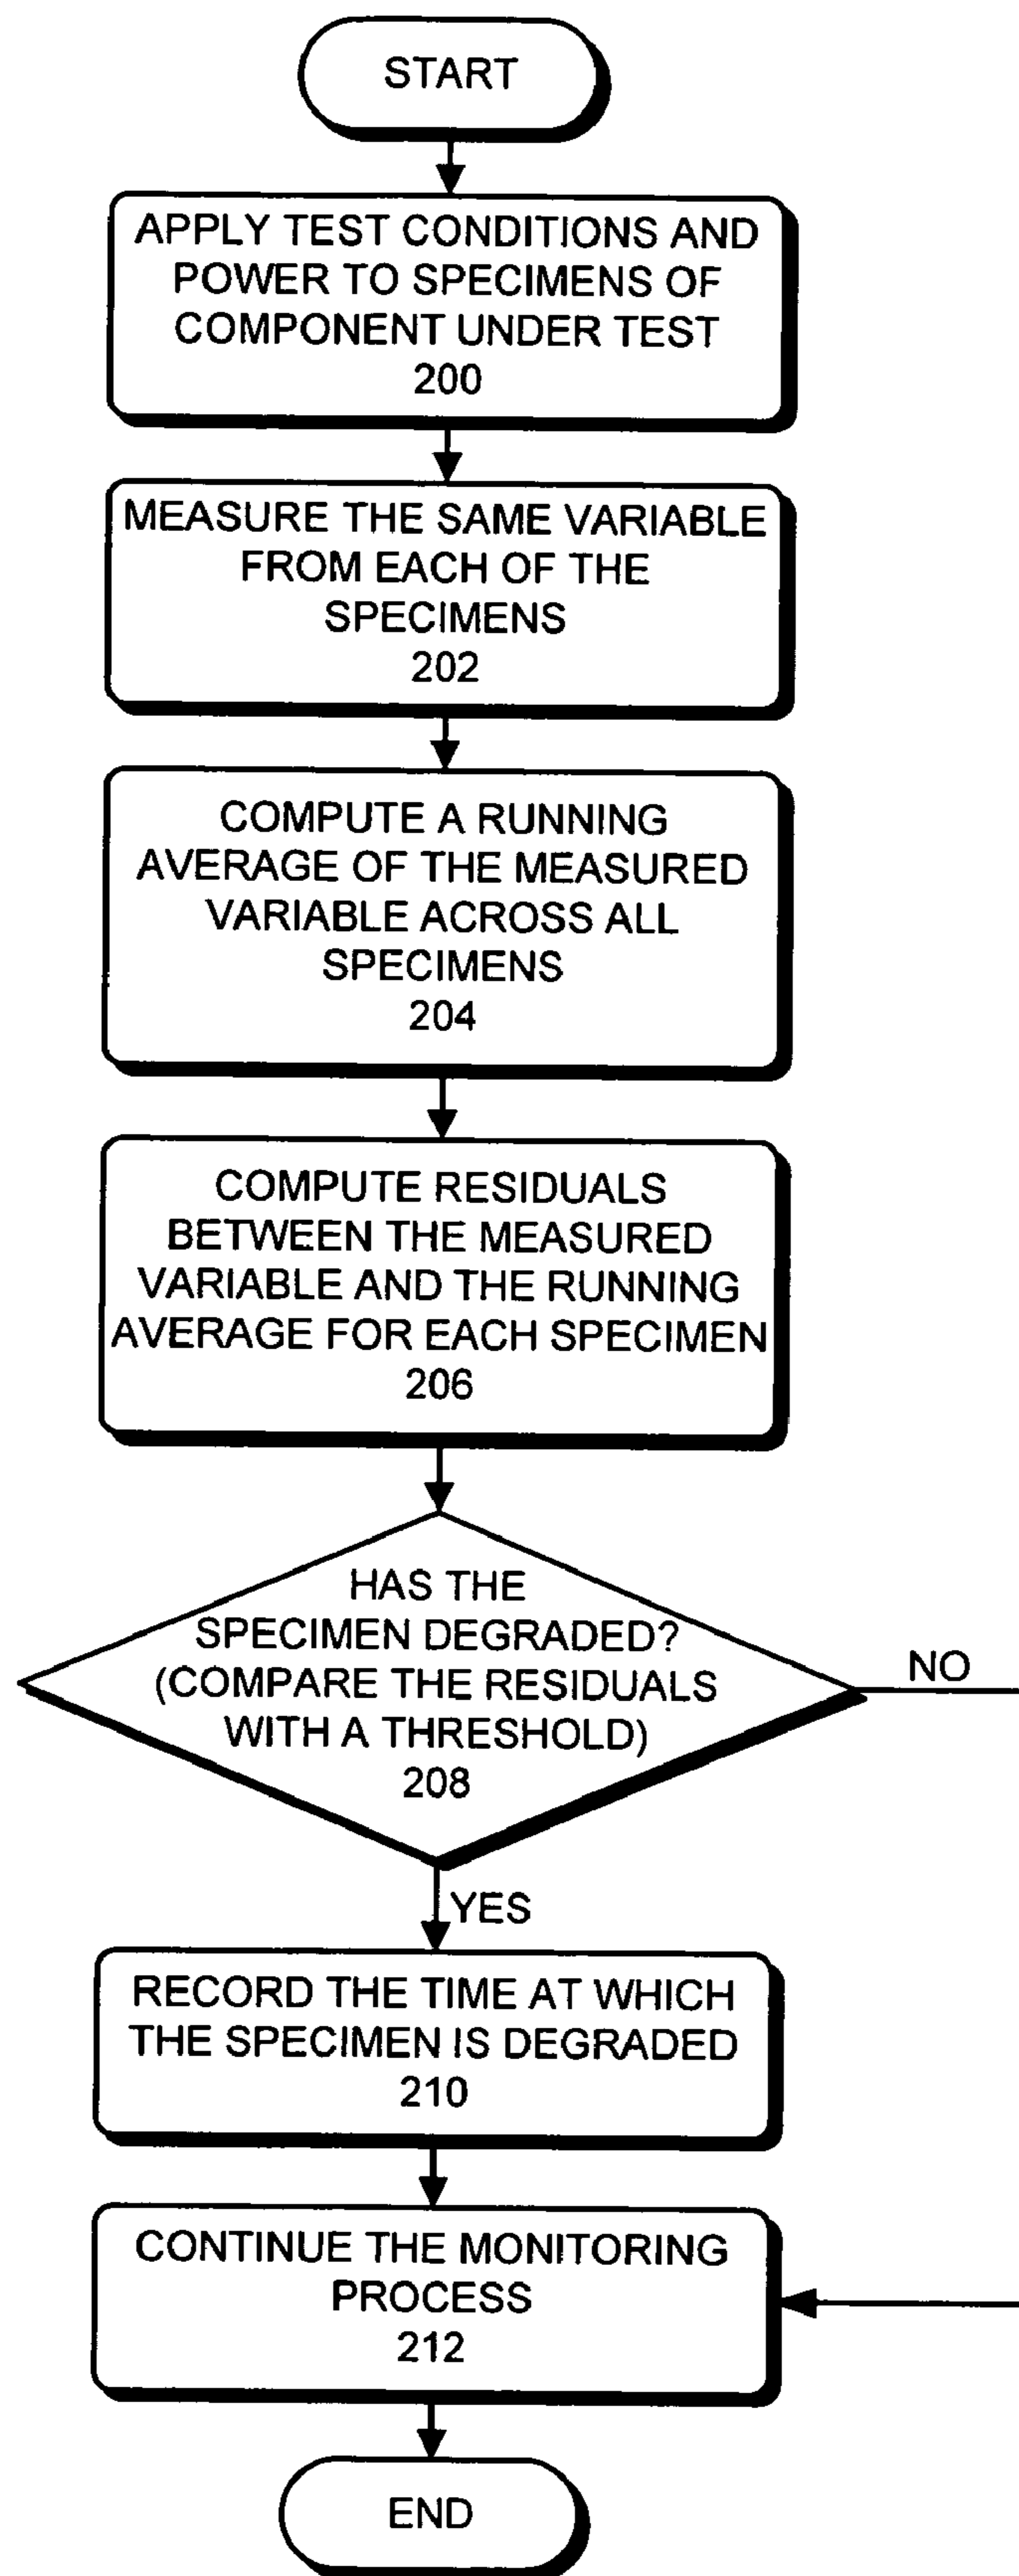 START
APPLY TEST CONDITIONS AND
POWER TO SPECIMENS OF
COMPONENT UNDER TEST
200
MEASURE THE SAME VARIABLE
FROM EACH OF THE
SPECIMENS
202
COMPUTE A RUNNING
AVERAGE OF THE MEASURED
VARIABLE ACROSS ALL
SPECIMENS
204
COMPUTE RESIDUALS
BETWEEN THE MEASURED
VARIABLE AND THE RUNNING
AVERAGE FOR EACH SPECIMEN
206
HAS THE
SPECIMEN DEGRADED?
(COMPARE THE RESIDUALS
WITH A THRESHOLD)
208
NO
YES
RECORD THE TIME AT WHICH
THE SPECIMEN IS DEGRADED
210
CONTINUE THE MONITORING
PROCESS
212
END